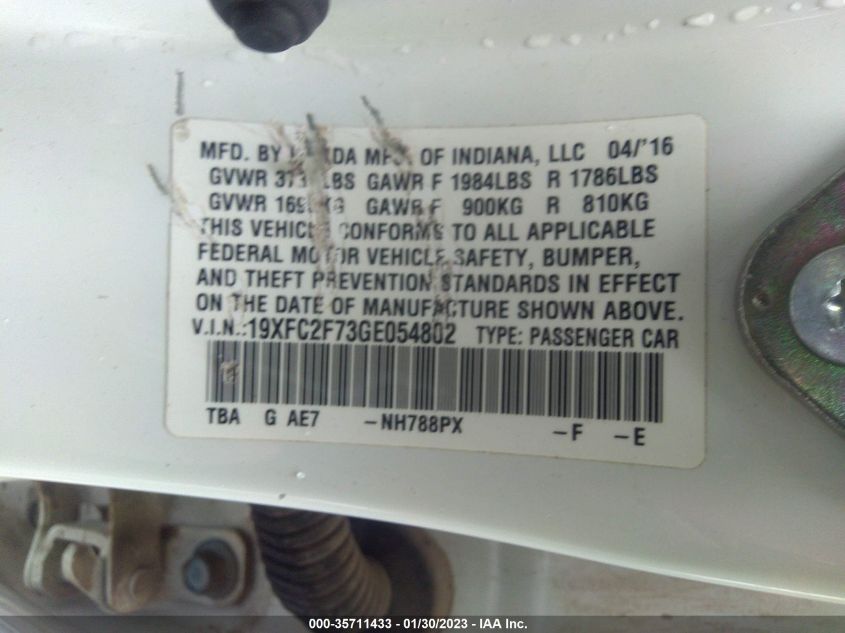 MFD. BY MFG. OF INDIANA, LLC 04/'16
GVWR GAWR F 1984LBS R 1786LBS
GVWR GAWR F 900KG R 810KG
THIS VEHICLE CONFORMS TO ALL APPLICABLE
FEDERAL MOTOR VEHICLE SAFETY, BUMPER,
AND THEFT PREVENTION STANDARDS IN EFFECT
ON THE DATE OF MANUFACTURE SHOWN ABOVE.
V.I.N.:19XFC2F73GE054802 TYPE: PASSENGER CAR
TBA G AE7 -NH788PX -F -E
000-35711433 - 01/30/2023 - IAA Inc.